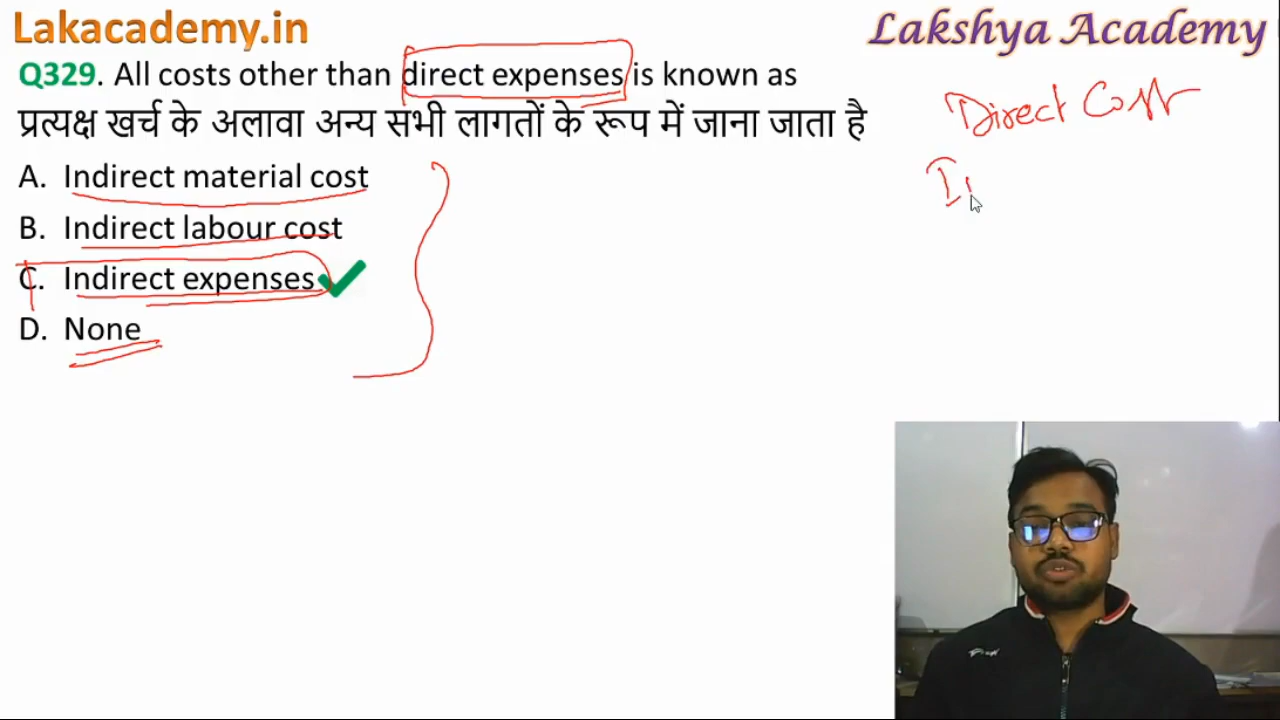 Lakacademy.in
Lakshya Academy
Q329. All costs other than direct expenses is known as
प्रत्यक्ष खर्च के अलावा अन्य सभी लागतों के रूप में जाना जाता है
A. Indirect material cost
B. Indirect labour cost
C. Indirect expenses
D. None
Direct Cost